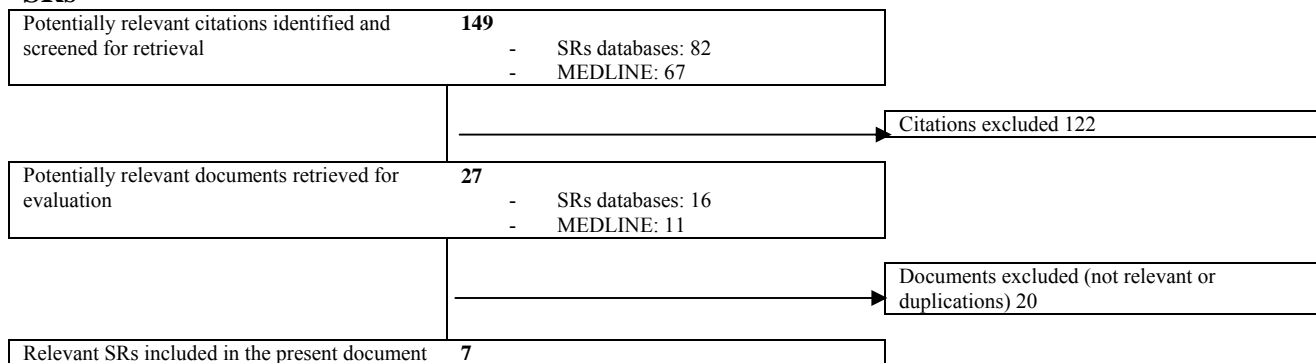 SRs
Potentially relevant citations identified and
screened for retrieval
149
- SRs databases: 82
- MEDLINE: 67
Citations excluded 122
Potentially relevant documents retrieved for
evaluation
27
- SRs databases: 16
- MEDLINE: 11
Documents excluded (not relevant or
duplications) 20
Relevant SRs included in the present document 7